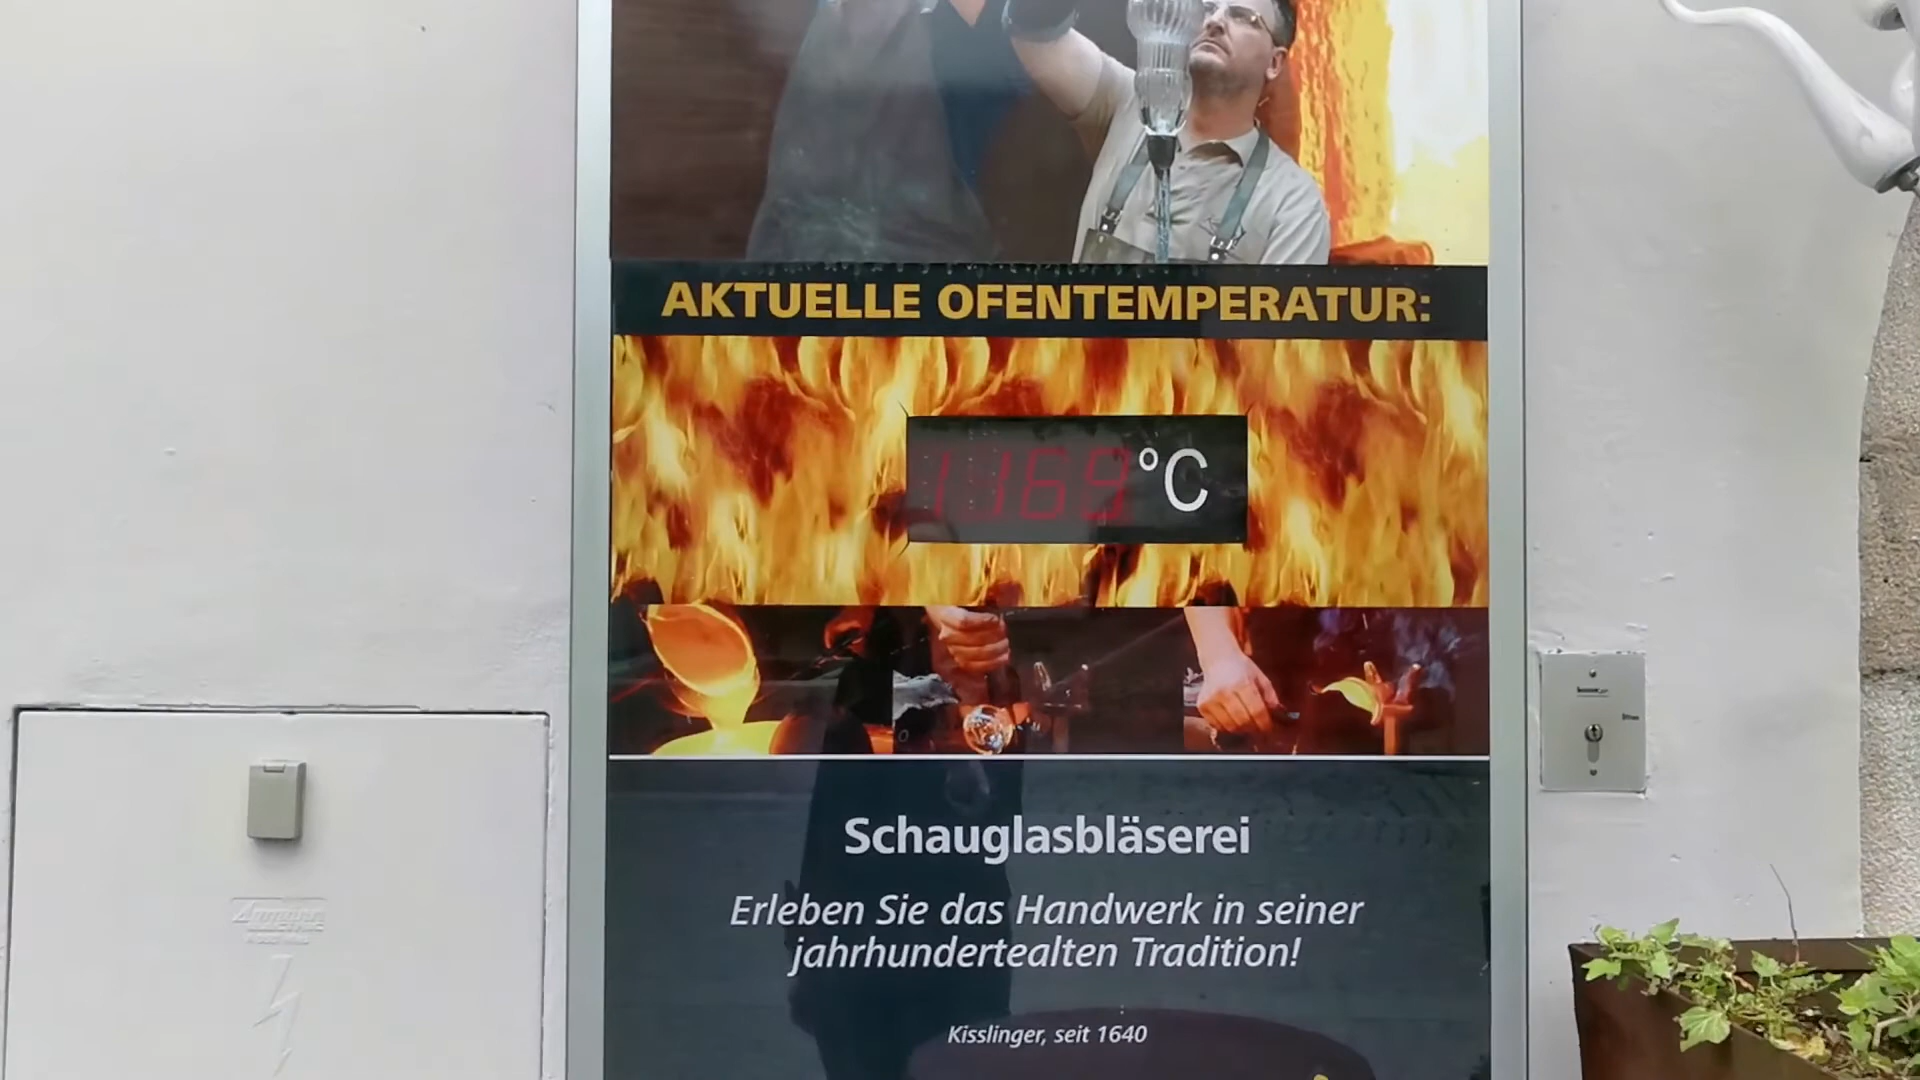 AKTUELLE OFENTEMPERATUR:
1169 °C
Schauglasbläserei
Erleben Sie das Handwerk in seiner
jahrhundertealten Tradition!
Kisslinger, seit 1640